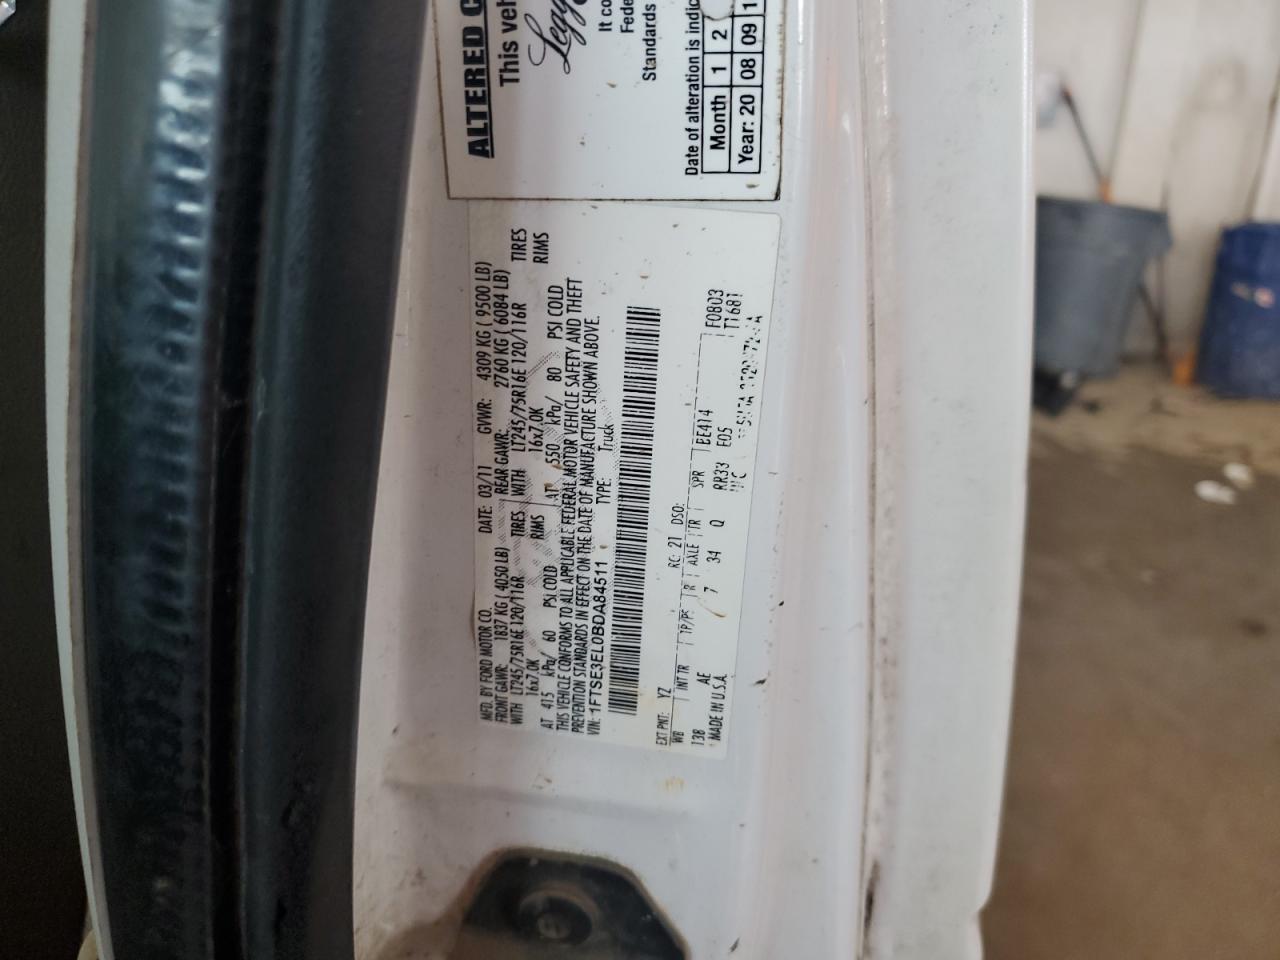 MFD. BY FORD MOTOR CO. DATE: 03/11 GVWR: 4309 KG ( 9500 LB)
FRONT GAWR: 1837 KG ( 4050 LB) REAR GAWR: 2760 KG ( 6084 LB)
WITH LT245/75R16E 120/116R TIRES WITH LT245/75R16E 120/116R TIRES
16x7.0K RIMS 16x7.0K RIMS
AT 415 kPa/ 60 PSI COLD AT 550 kPa/ 80 PSI COLD
THIS VEHICLE CONFORMS TO ALL APPLICABLE FEDERAL MOTOR VEHICLE SAFETY AND THEFT
PREVENTION STANDARDS IN EFFECT ON THE DATE OF MANUFACTURE SHOWN ABOVE.
VIN: 1FTSE3EL0BDA84511 TYPE: Truck
EXT PNT: YZ RC: 21 DSO: F0803
WB INT TR TP/PS R AXLE TR SPR EE414 T1681
138 AE 7 34 Q RR33 E05
MADE IN U.S.A.
ALTERED
This
It
Standards
Date of alteration is
Month 1 2
Year: 20 08 09